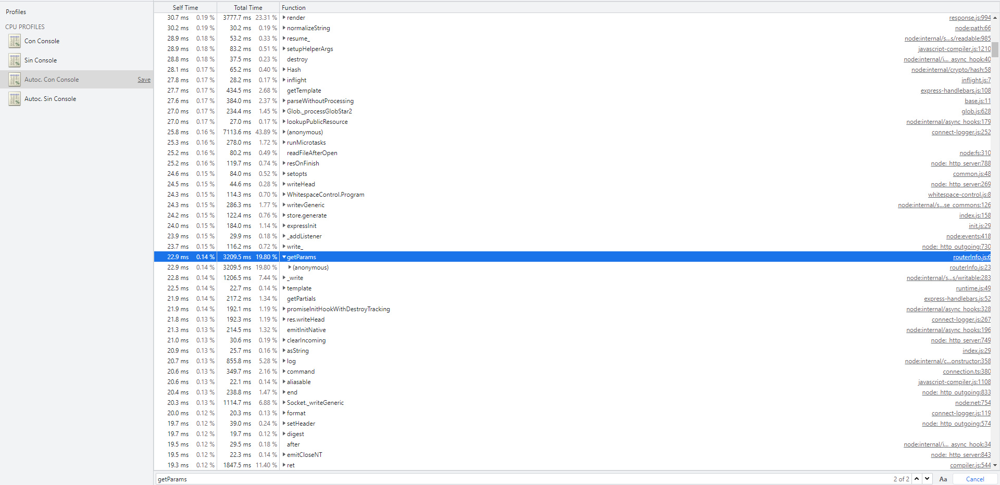 Profiles
CPU PROFILES
Con Console
Sin Console
Autoc. Con Console Save
Autoc. Sin Console
Self Time Total Time Function
30.7 ms 0.19 % 3777.7 ms 23.31 % render response.js:994
30.2 ms 0.19 % 30.2 ms 0.19 % normalizeString node:path:66
28.9 ms 0.18 % 53.2 ms 0.33 % resume_ node:internal/s...s/readable:985
28.9 ms 0.18 % 83.2 ms 0.51 % setupHelperArgs javascript-compiler.js:1210
28.8 ms 0.18 % 37.5 ms 0.23 % destroy node:internal/i..._async_hook:40
28.1 ms 0.17 % 65.2 ms 0.40 % Hash node:internal/crypto/hash:58
27.8 ms 0.17 % 28.2 ms 0.17 % inflight inflight.js:7
27.7 ms 0.17 % 434.5 ms 2.68 % getTemplate express-handlebars.js:108
27.6 ms 0.17 % 384.0 ms 2.37 % parseWithoutProcessing base.js:11
27.0 ms 0.17 % 234.4 ms 1.45 % Glob._processGlobStar2 glob.js:628
27.0 ms 0.17 % 27.0 ms 0.17 % lookupPublicResource node:internal/async_hooks:179
25.8 ms 0.16 % 7113.6 ms 43.89 % (anonymous) connect-logger.js:252
25.3 ms 0.16 % 278.0 ms 1.72 % runMicrotasks
25.2 ms 0.16 % 80.2 ms 0.49 % readFileAfterOpen node:fs:310
25.2 ms 0.16 % 119.7 ms 0.74 % resOnFinish node:_http_server:788
24.6 ms 0.15 % 84.0 ms 0.52 % setopts common.js:48
24.5 ms 0.15 % 44.6 ms 0.28 % writeHead node:_http_server:269
24.3 ms 0.15 % 114.3 ms 0.70 % WhitespaceControl.Program whitespace-control.js:8
24.3 ms 0.15 % 286.3 ms 1.77 % writevGeneric node:internal/s...se_commons:126
24.2 ms 0.15 % 122.4 ms 0.76 % store.generate index.js:158
24.0 ms 0.15 % 184.0 ms 1.14 % expressInit init.js:29
23.9 ms 0.15 % 29.9 ms 0.18 % _addListener node:events:418
23.7 ms 0.15 % 116.2 ms 0.72 % write_ node:_http_outgoing:730
22.9 ms 0.14 % 3209.5 ms 19.80 % getParams routerInfo.js:6
22.9 ms 0.14 % 3209.5 ms 19.80 % (anonymous) routerInfo.js:23
22.8 ms 0.14 % 1206.5 ms 7.44 % _write node:internal/s...s/writable:283
22.5 ms 0.14 % 22.7 ms 0.14 % template runtime.js:49
21.9 ms 0.14 % 217.2 ms 1.34 % getPartials express-handlebars.js:52
21.9 ms 0.14 % 192.1 ms 1.19 % promiseInitHookWithDestroyTracking node:internal/async_hooks:328
21.8 ms 0.13 % 192.3 ms 1.19 % res.writeHead connect-logger.js:267
21.3 ms 0.13 % 214.5 ms 1.32 % emitInitNative node:internal/async_hooks:196
21.0 ms 0.13 % 30.6 ms 0.19 % clearIncoming node:_http_server:749
20.9 ms 0.13 % 25.7 ms 0.16 % asString index.js:29
20.7 ms 0.13 % 855.8 ms 5.28 % log node:internal/c...onstructor:358
20.6 ms 0.13 % 349.7 ms 2.16 % command connection.ts:380
20.6 ms 0.13 % 22.1 ms 0.14 % aliasable javascript-compiler.js:1108
20.4 ms 0.13 % 238.8 ms 1.47 % end node:_http_outgoing:833
20.3 ms 0.13 % 1114.7 ms 6.88 % Socket._writeGeneric node:net:754
20.0 ms 0.12 % 20.3 ms 0.13 % format connect-logger.js:119
19.7 ms 0.12 % 39.0 ms 0.24 % setHeader node:_http_outgoing:574
19.7 ms 0.12 % 19.7 ms 0.12 % digest
19.5 ms 0.12 % 29.5 ms 0.18 % after node:internal/i..._async_hook:34
19.5 ms 0.12 % 22.3 ms 0.14 % emitCloseNT node:_http_server:843
19.3 ms 0.12 % 1847.5 ms 11.40 % ret compiler.js:544
getParams 2 of 2 Aa Cancel